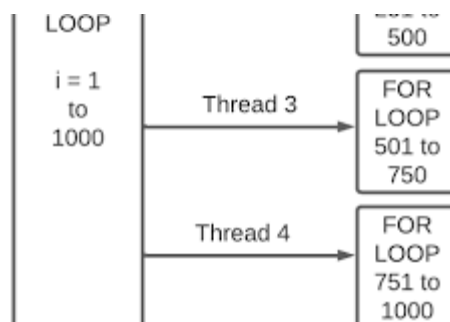 LOOP
i = 1
to
1000
500
Thread 3
FOR
LOOP
501 to
750
Thread 4
FOR
LOOP
751 to
1000